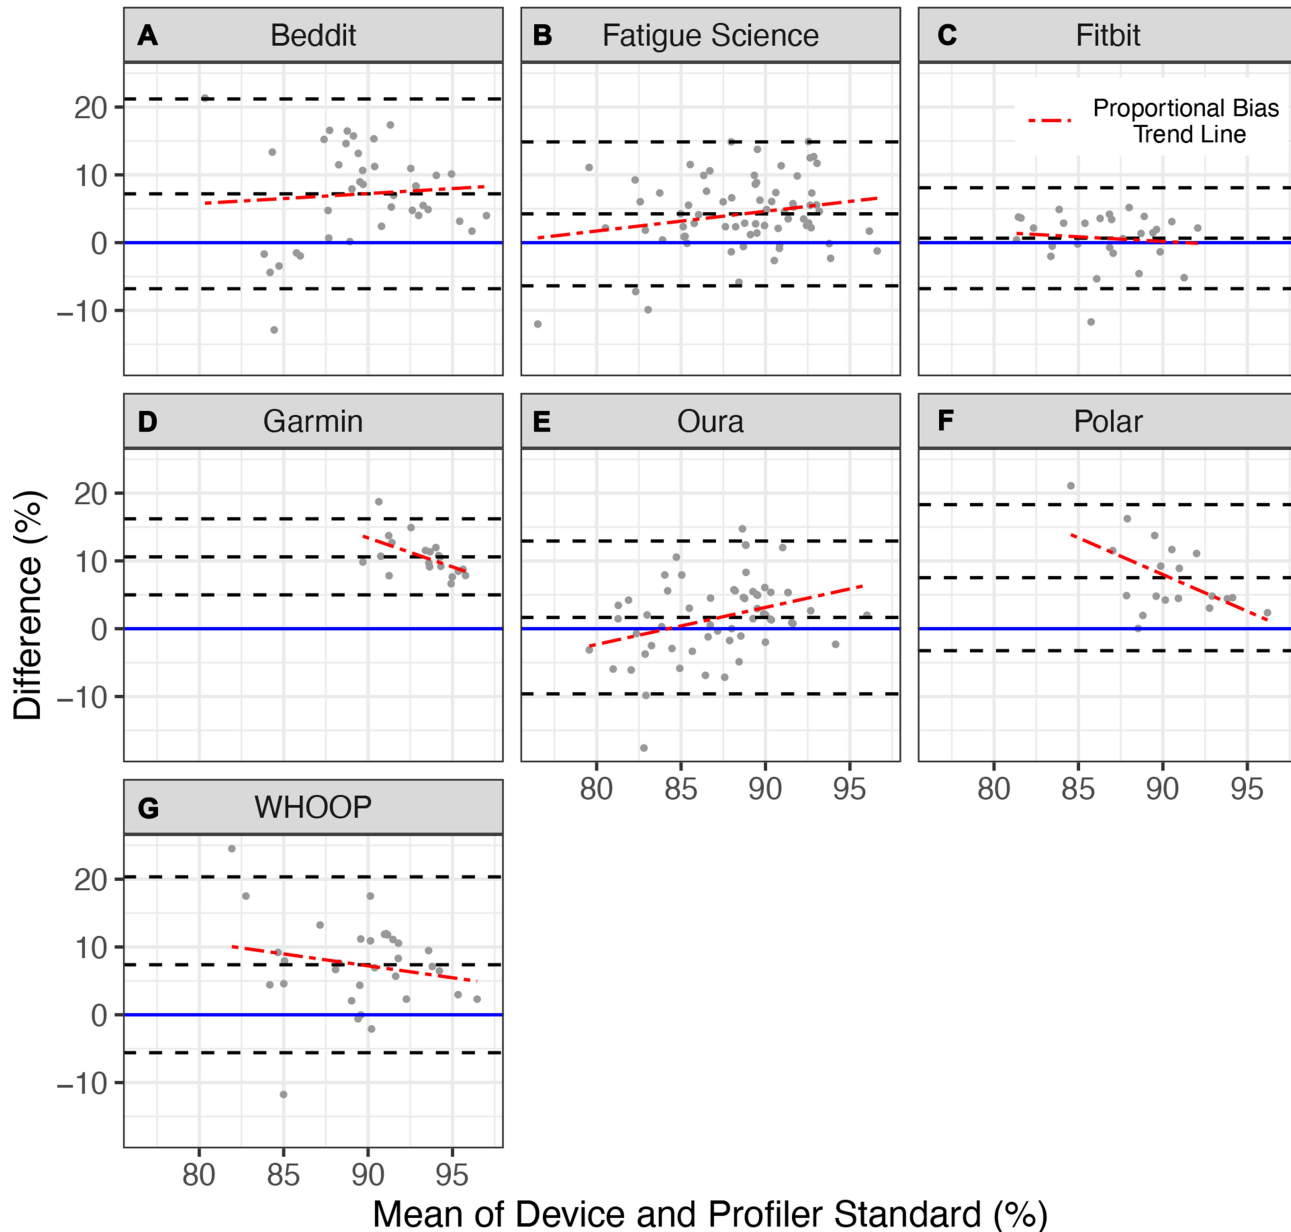 A Beddit
B Fatigue Science
C Fitbit
20
10
0
−10
Proportional Bias
Trend Line
D Garmin
E Oura
F Polar
20
10
0
−10
80 85 90 95
80 85 90 95
G WHOOP
20
10
0
−10
80 85 90 95
Difference (%)
Mean of Device and Profiler Standard (%)